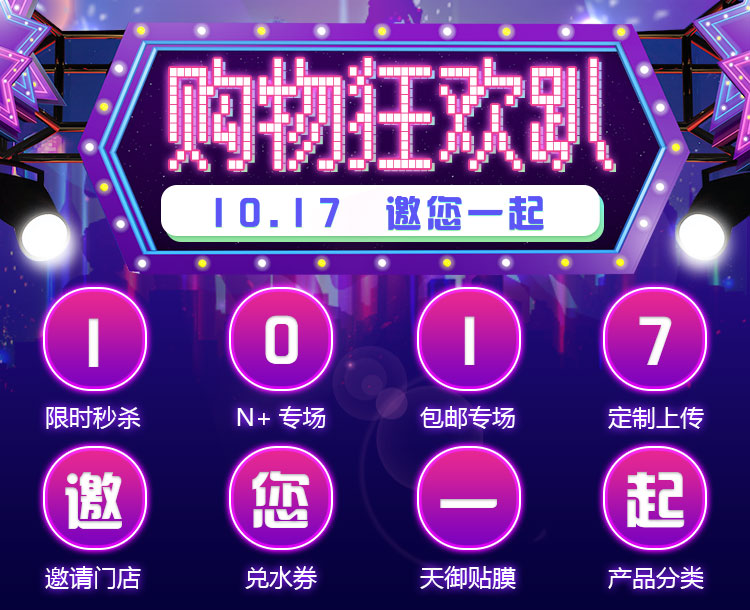 购物狂欢趴
10.17 邀您一起
1 0 1 7
限时秒杀 N+ 专场 包邮专场 定制上传
邀 您 一 起
邀请门店 兑水券 天御贴膜 产品分类